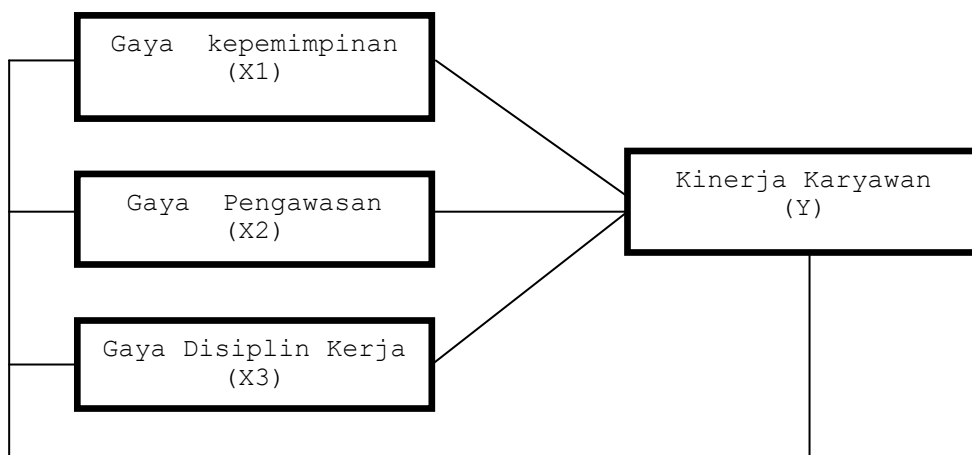 Gaya kepemimpinan
(X1)
Gaya Pengawasan
(X2)
Gaya Disiplin Kerja
(X3)
Kinerja Karyawan
(Y)